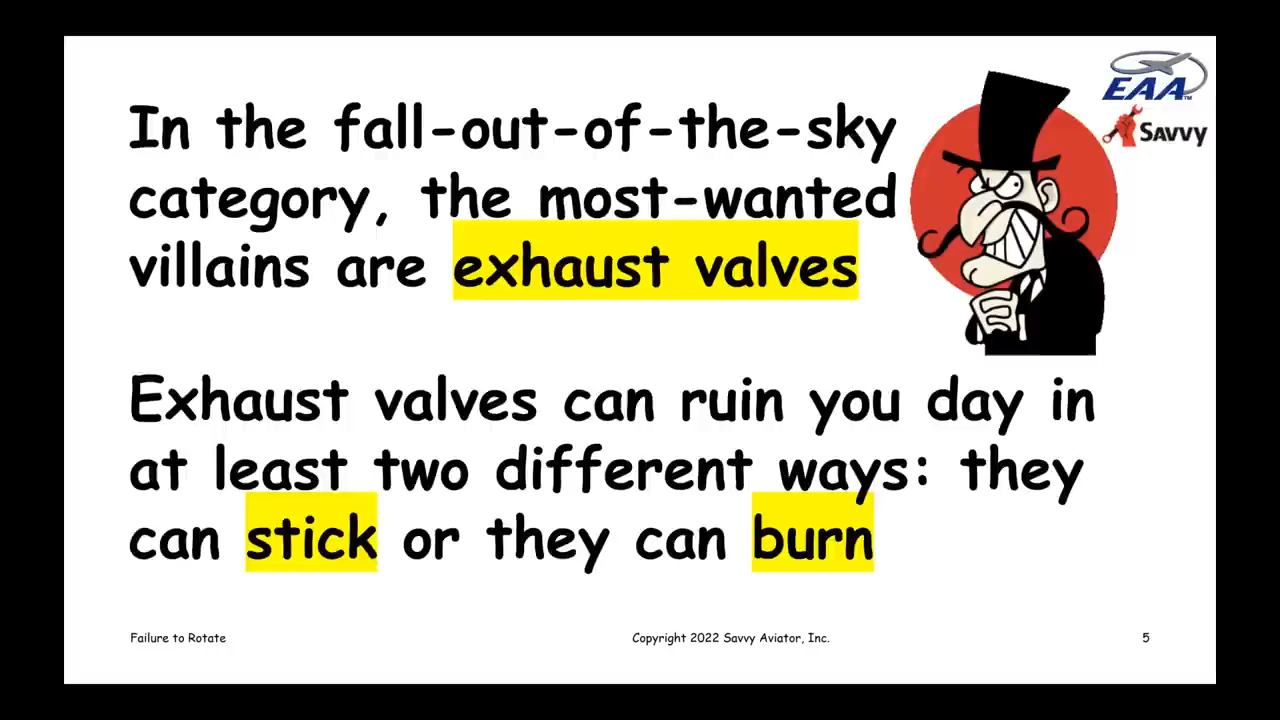 EAA
Savvy
In the fall-out-of-the-sky
category, the most-wanted
villains are exhaust valves
Exhaust valves can ruin you day in
at least two different ways: they
can stick or they can burn
Failure to Rotate
Copyright 2022 Savvy Aviator, Inc.
5